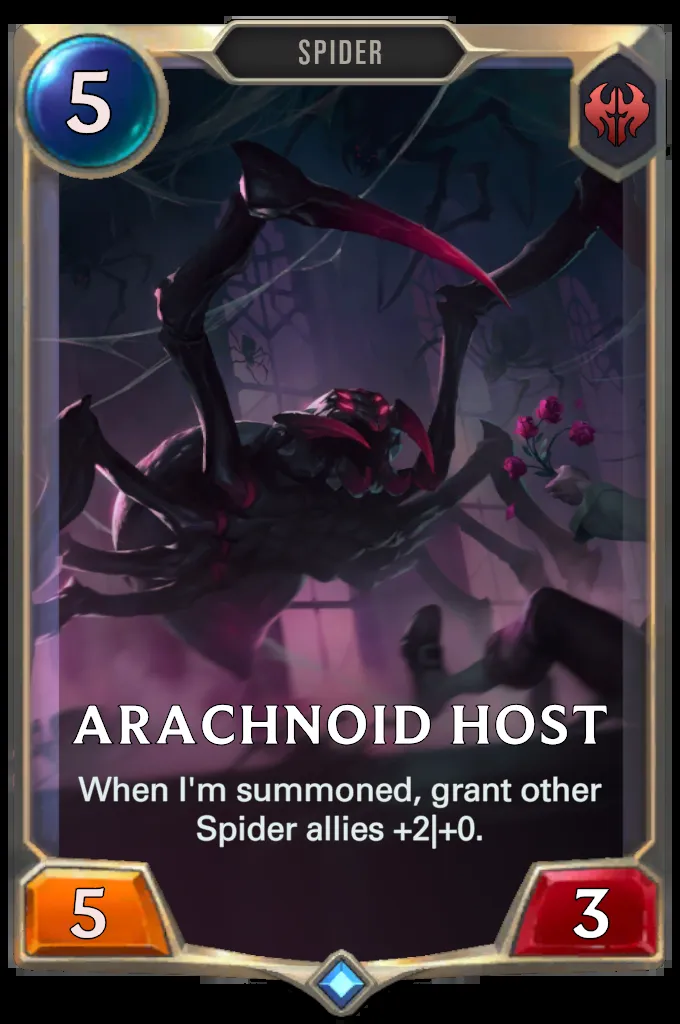 SPIDER
5
ARACHNOID HOST
When I'm summoned, grant other
Spider allies +2|+0.
5
3